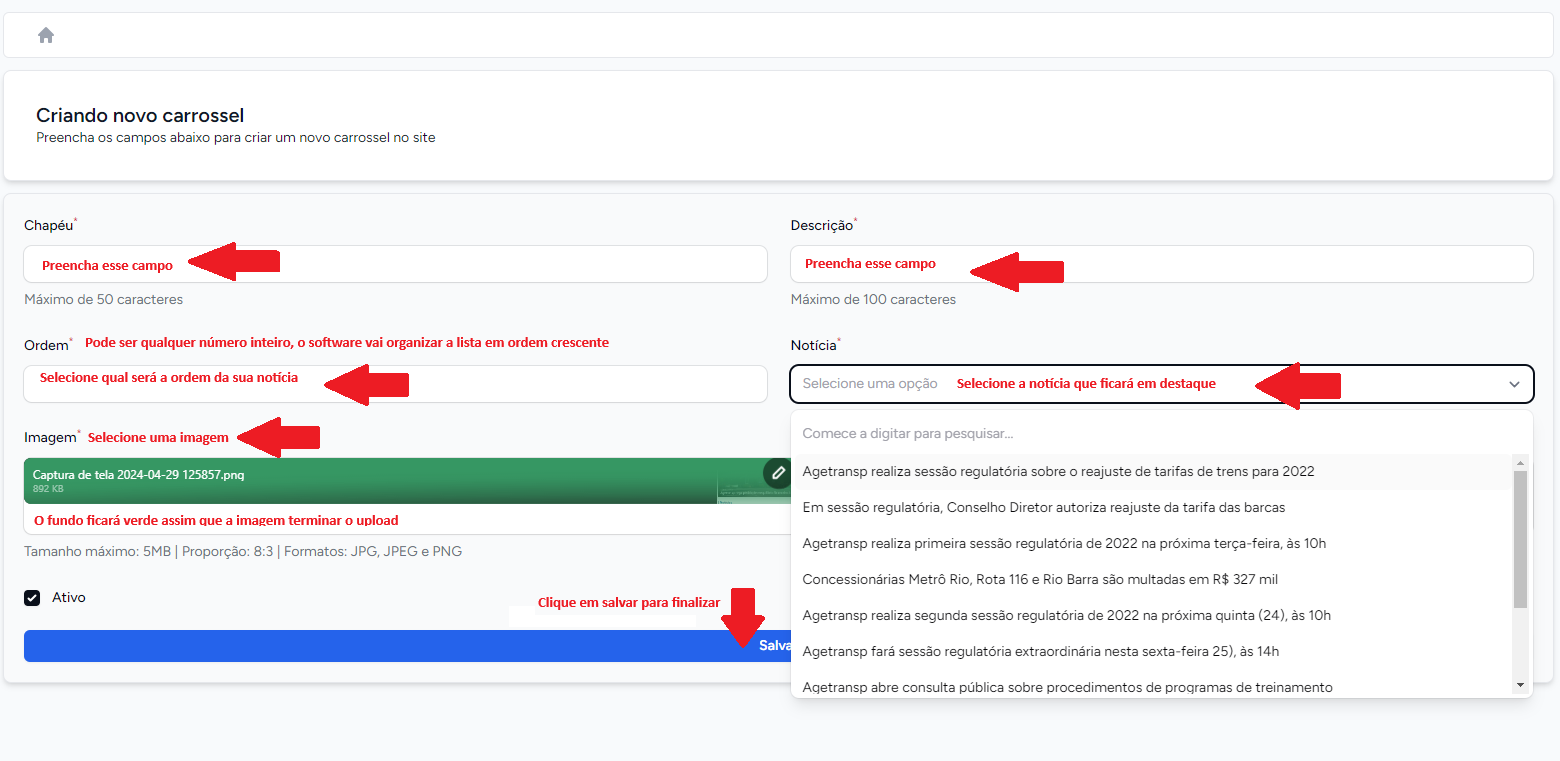 Criando novo carrossel
Preencha os campos abaixo para criar um novo carrossel no site
Chapéu*
Preencha esse campo
Máximo de 50 caracteres
Descrição*
Preencha esse campo
Máximo de 100 caracteres
Ordem* Pode ser qualquer número inteiro, o software vai organizar a lista em ordem crescente
Selecione qual será a ordem da sua notícia
Notícia*
Selecione uma opção Selecione a notícia que ficará em destaque
Comece a digitar para pesquisar...
Agetransp realiza sessão regulatória sobre o reajuste de tarifas de trens para 2022
Em sessão regulatória, Conselho Diretor autoriza reajuste da tarifa das barcas
Agetransp realiza primeira sessão regulatória de 2022 na próxima terça-feira, às 10h
Concessionárias Metrô Rio, Rota 116 e Rio Barra são multadas em R$ 327 mil
Agetransp realiza segunda sessão regulatória de 2022 na próxima quinta (24), às 10h
Agetransp fará sessão regulatória extraordinária nesta sexta-feira 25), às 14h
Agetransp abre consulta pública sobre procedimentos de programas de treinamento
Imagem* Selecione uma imagem
Captura de tela 2024-04-29 125857.png
892 KB
O fundo ficará verde assim que a imagem terminar o upload
Tamanho máximo: 5MB | Proporção: 8:3 | Formatos: JPG, JPEG e PNG
Ativo
Clique em salvar para finalizar
Salva